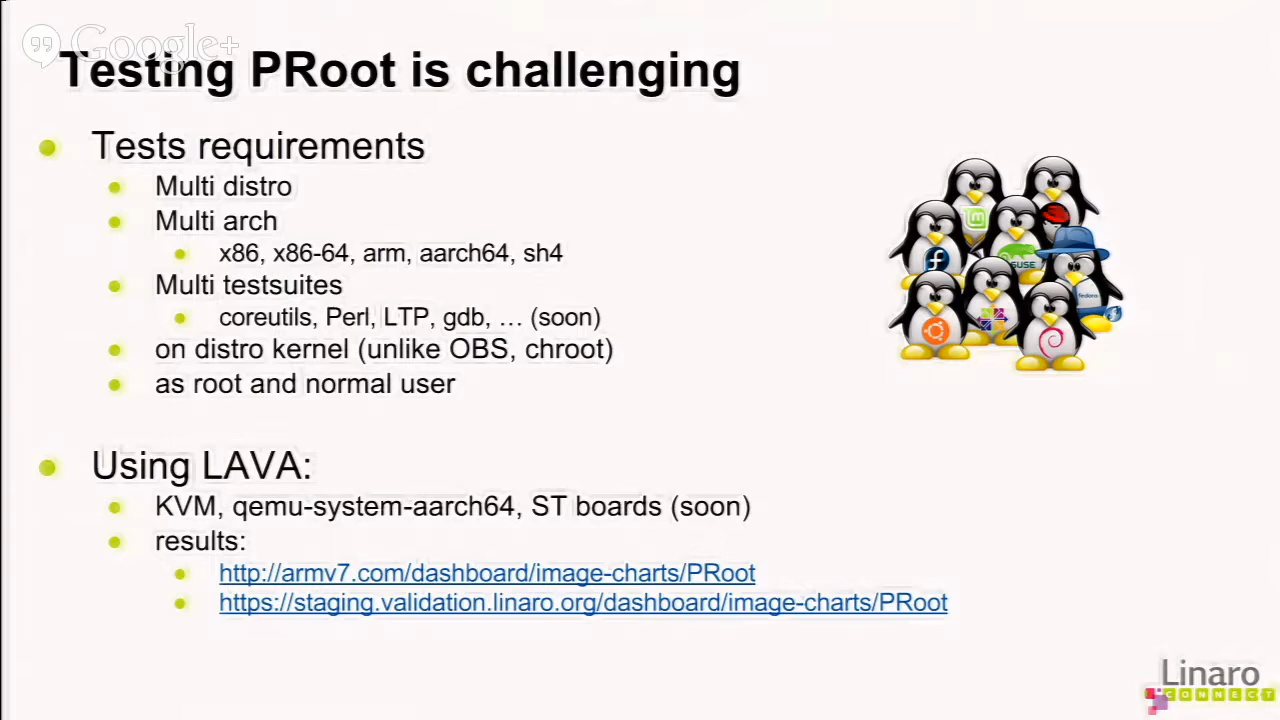 Google+
Testing PRoot is challenging
Tests requirements
Multi distro
Multi arch
x86, x86-64, arm, aarch64, sh4
Multi testsuites
coreutils, Perl, LTP, gdb, … (soon)
on distro kernel (unlike OBS, chroot)
as root and normal user
SUSE
Using LAVA:
KVM, qemu-system-aarch64, ST boards (soon)
results:
http://armv7.com/dashboard/image-charts/PRoot
https://staging.validation.linaro.org/dashboard/image-charts/PRoot
Linaro
CONNECT